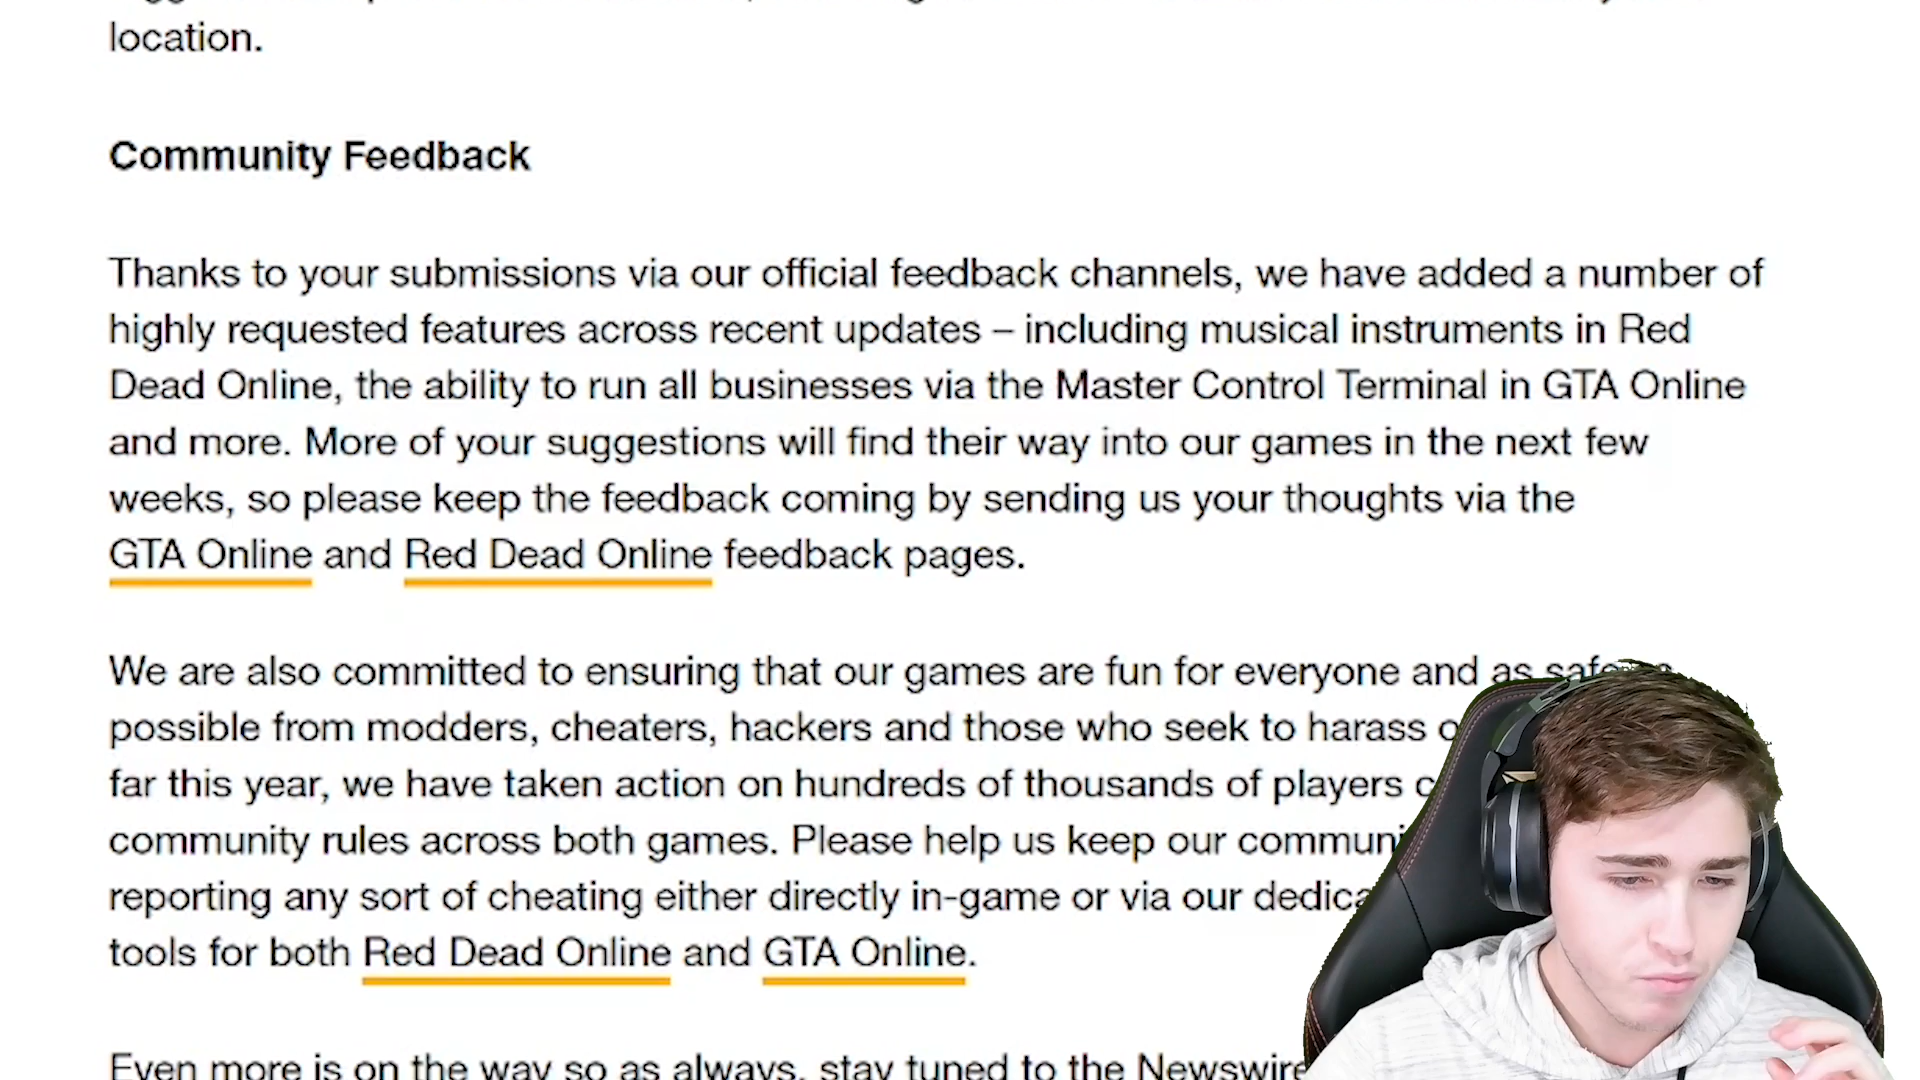 location.
Community Feedback
Thanks to your submissions via our official feedback channels, we have added a number of
highly requested features across recent updates – including musical instruments in Red
Dead Online, the ability to run all businesses via the Master Control Terminal in GTA Online
and more. More of your suggestions will find their way into our games in the next few
weeks, so please keep the feedback coming by sending us your thoughts via the
GTA Online and Red Dead Online feedback pages.
We are also committed to ensuring that our games are fun for everyone and as safe
possible from modders, cheaters, hackers and those who seek to harass
far this year, we have taken action on hundreds of thousands of players
community rules across both games. Please help us keep our communi
reporting any sort of cheating either directly in-game or via our dedica
tools for both Red Dead Online and GTA Online.
Even more is on the way so as always, stay tuned to the Newswire